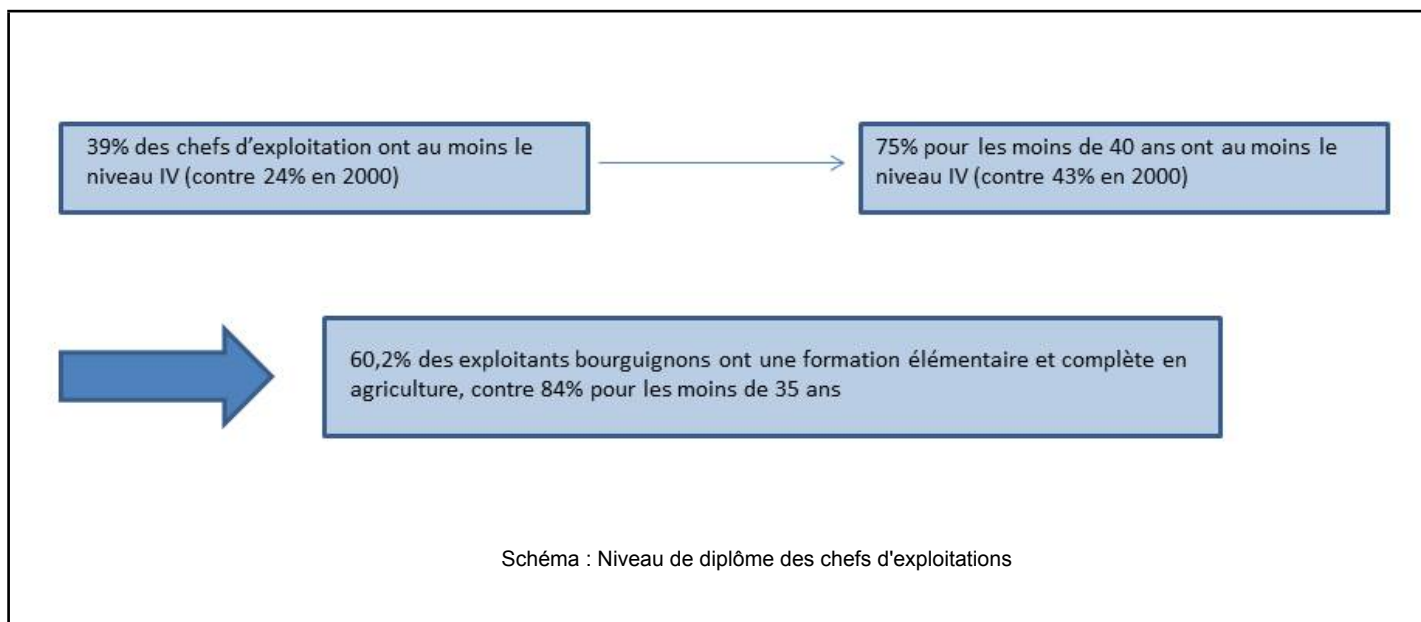 39% des chefs d'exploitation ont au moins le
niveau IV (contre 24% en 2000)
75% pour les moins de 40 ans ont au moins le
niveau IV (contre 43% en 2000)
60,2% des exploitants bourguignons ont une formation élémentaire et complète en
agriculture, contre 84% pour les moins de 35 ans
Schéma : Niveau de diplôme des chefs d'exploitations